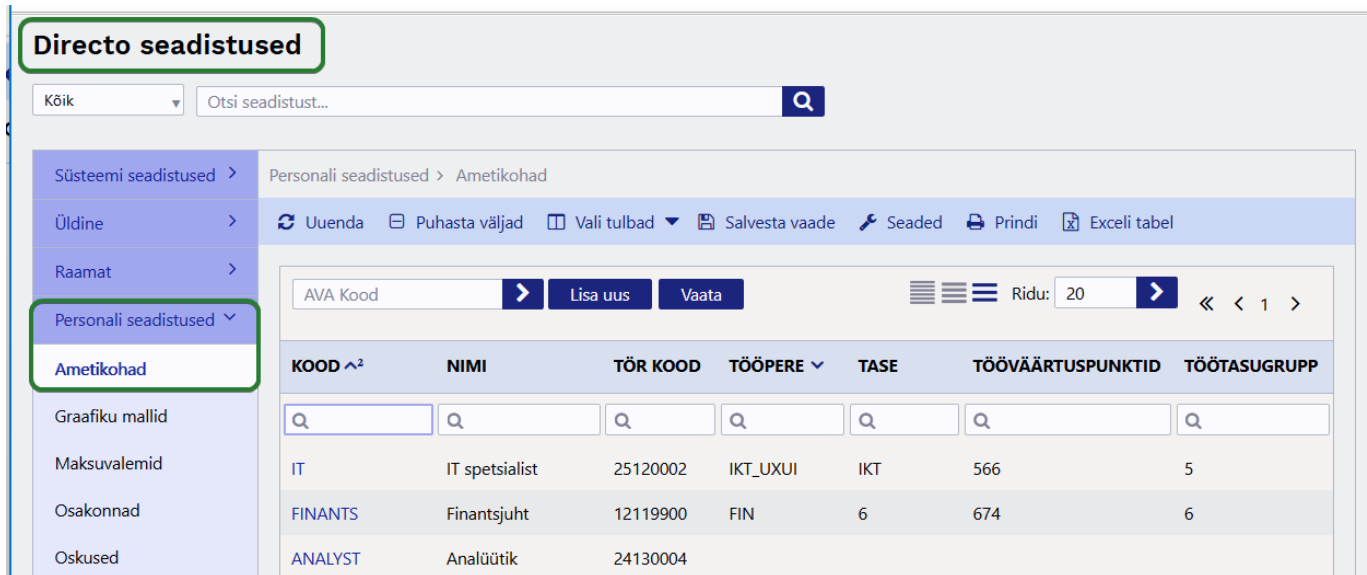 Directo seadistused
Kõik Otsi seadistust...
Süsteemi seadistused Personali seadistused > Ametikohad
Üldine Uuenda Puhasta väljad Vali tulbad Salvesta vaade Seaded Prindi Exceli tabel
Raamat
AVA Kood Lisa uus Vaata Ridu: 20 « < 1 >
Personali seadistused
Ametikohad KOOD 2 NIMI TÖR KOOD TÖÖPERE TASE TÖÖVÄÄRTUSPUNKTID TÖÖTASUGRUPP
Graafiku mallid
Maksuvalemid IT IT spetsialist 25120002 IKT_UXUI IKT 566 5
Osakonnad FINANTS Finantsjuht 12119900 FIN 6 674 6
Oskused ANALYST Analüütik 24130004